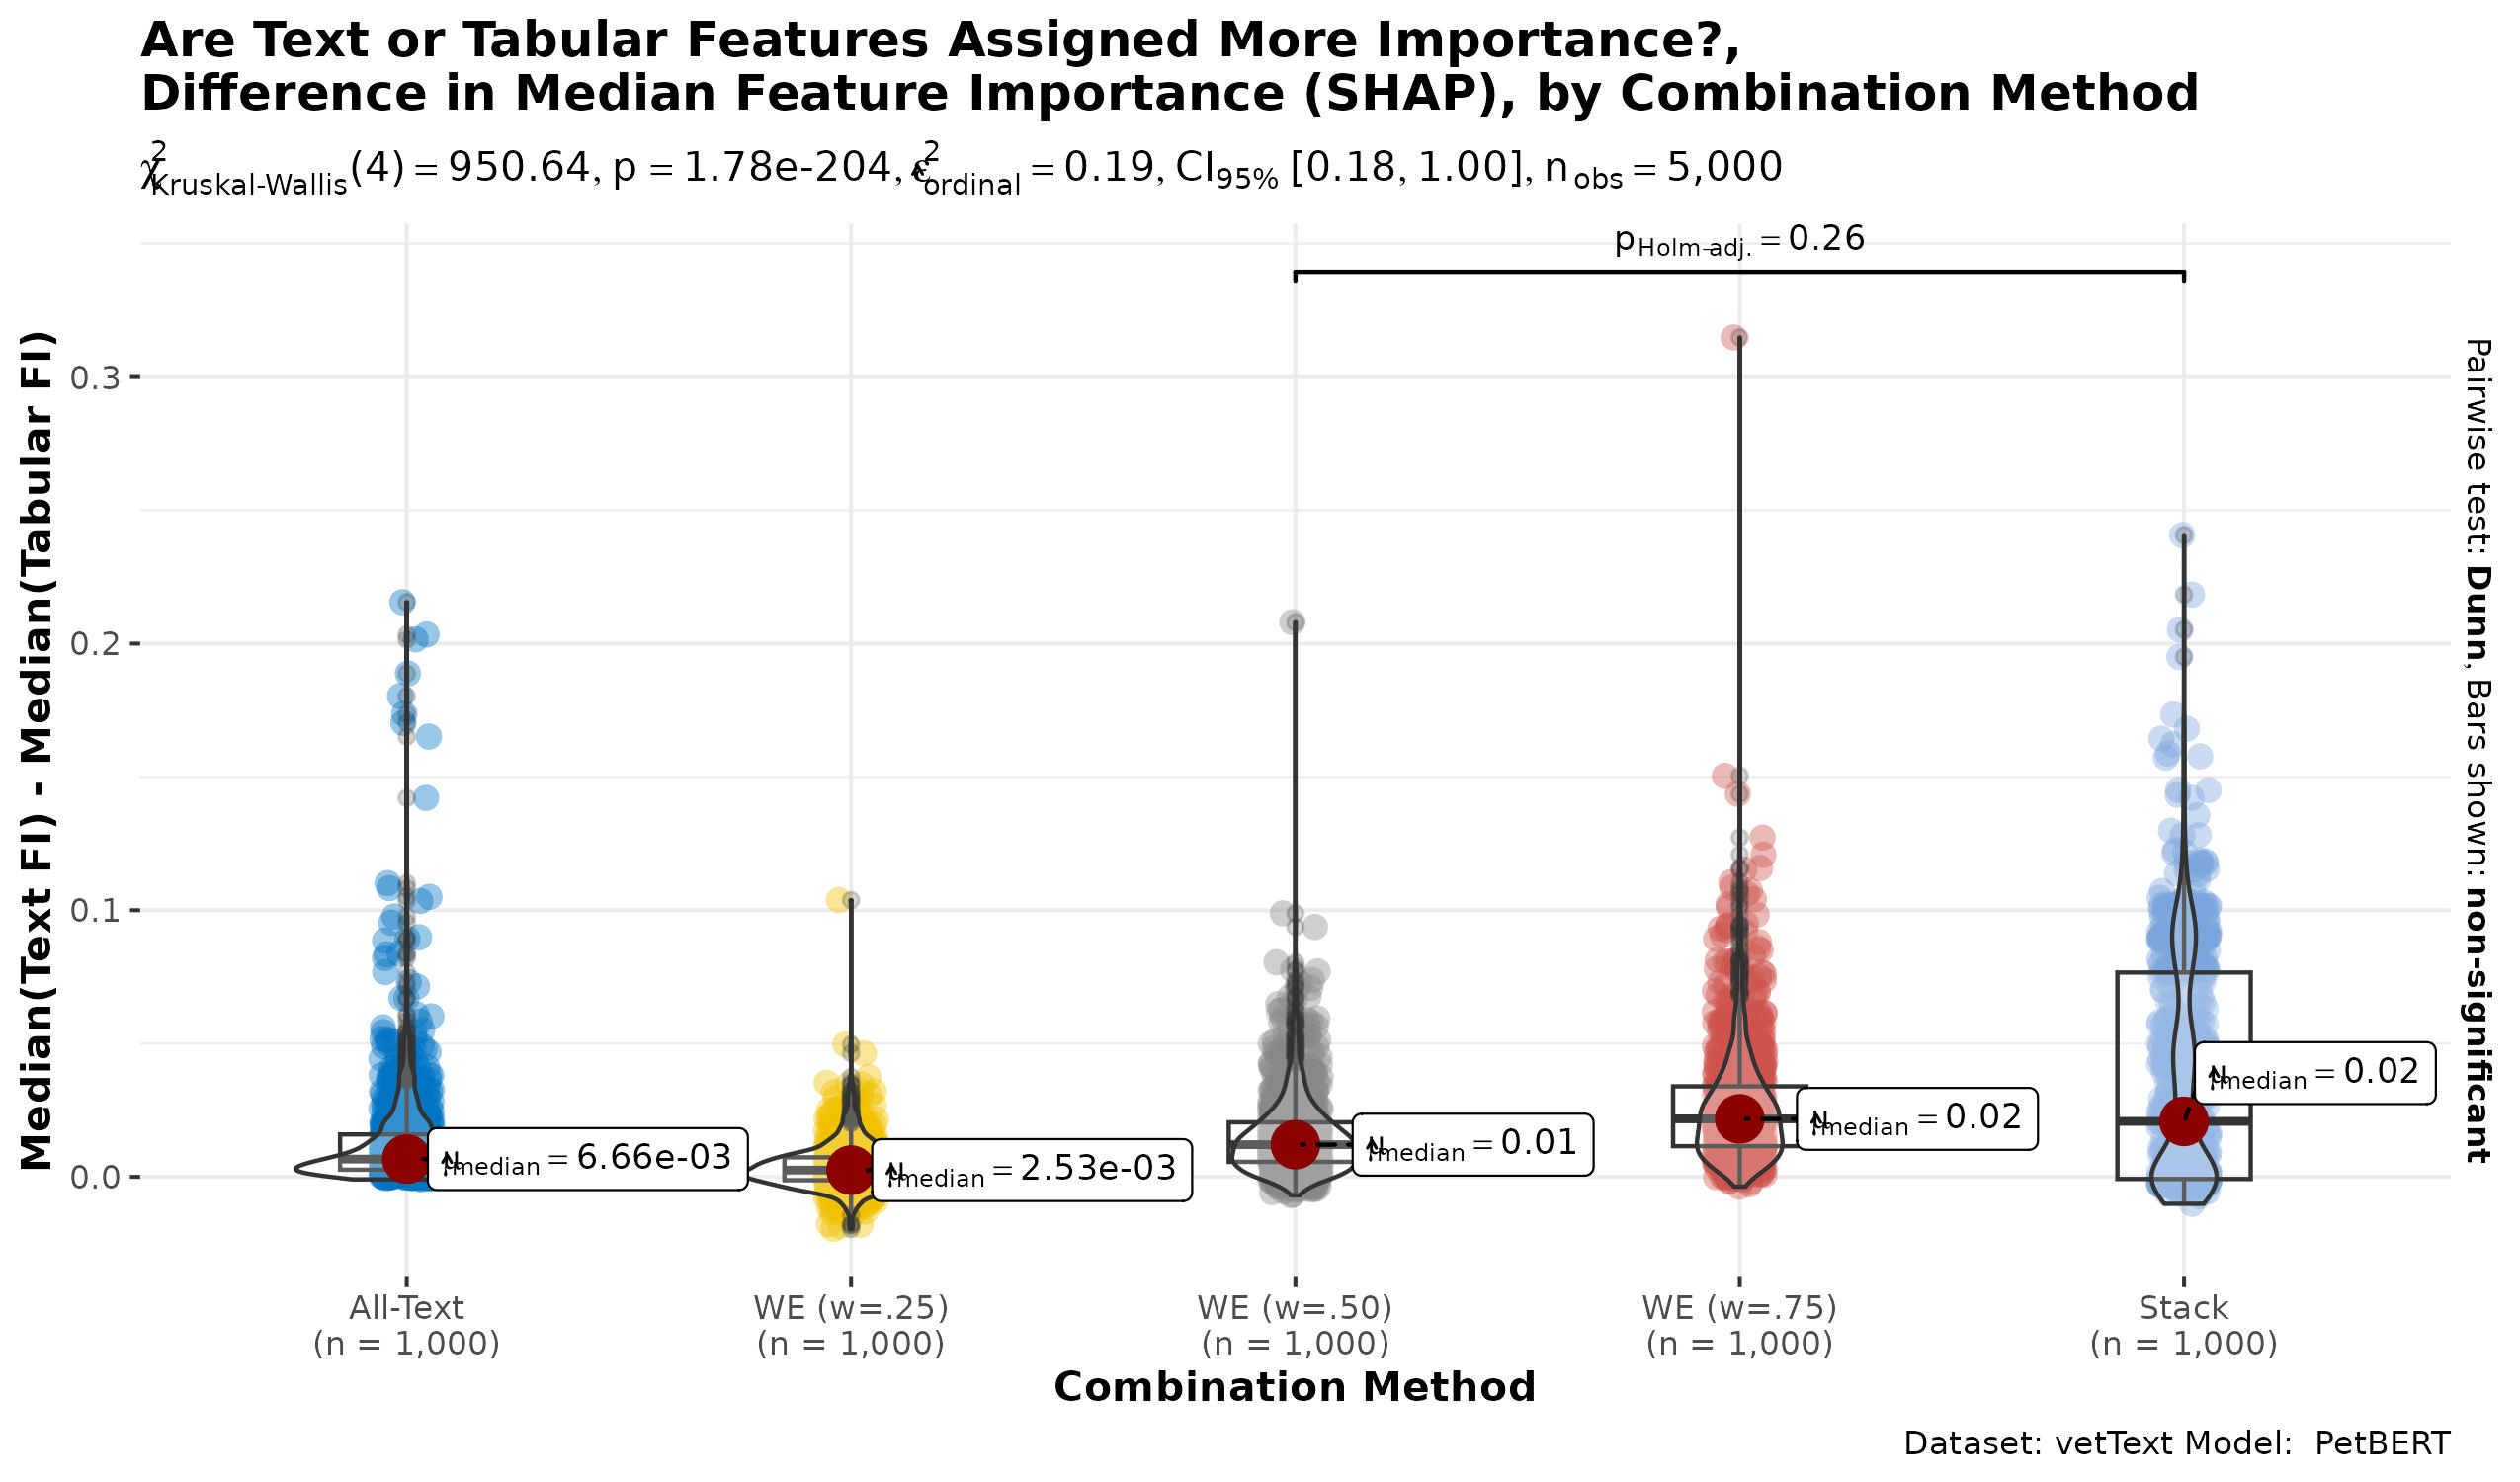 Are Text or Tabular Features Assigned More Importance?,
Difference in Median Feature Importance (SHAP), by Combination Method
χ²Kruskal-Wallis(4) = 950.64, p = 1.78e-204, ε̂²ordinal = 0.19, CI95% [0.18, 1.00], nobs = 5,000
pHolm-adj. = 0.26
Median(Text FI) - Median(Tabular FI)
0.3
0.2
0.1
0.0
μ̂median = 6.66e-03
μ̂median = 2.53e-03
μ̂median = 0.01
μ̂median = 0.02
μ̂median = 0.02
Pairwise test: Dunn, Bars shown: non-significant
All-Text
(n = 1,000)
WE (w=.25)
(n = 1,000)
WE (w=.50)
(n = 1,000)
WE (w=.75)
(n = 1,000)
Stack
(n = 1,000)
Combination Method
Dataset: vetText Model:  PetBERT